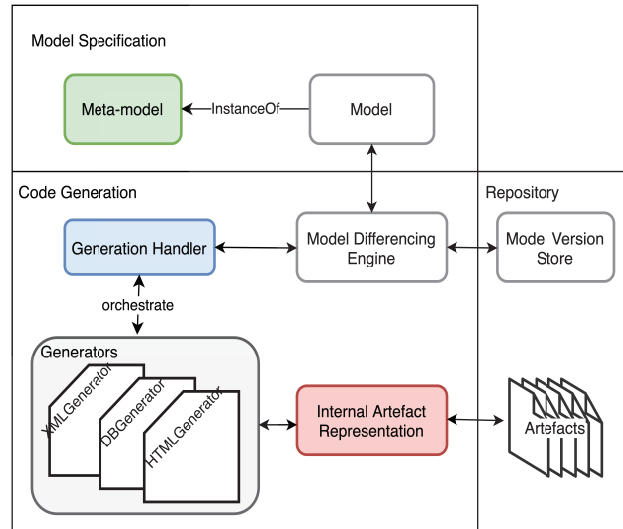 Model Specification
Meta-model
InstanceOf
Model
Code Generation
Repository
Generation Handler
Model Differencing
Engine
Mode Version
Store
orchestrate
Generators
XMLGenerator
DBGenerator
HTMLGenerator
Internal Artefact
Representation
Artefacts